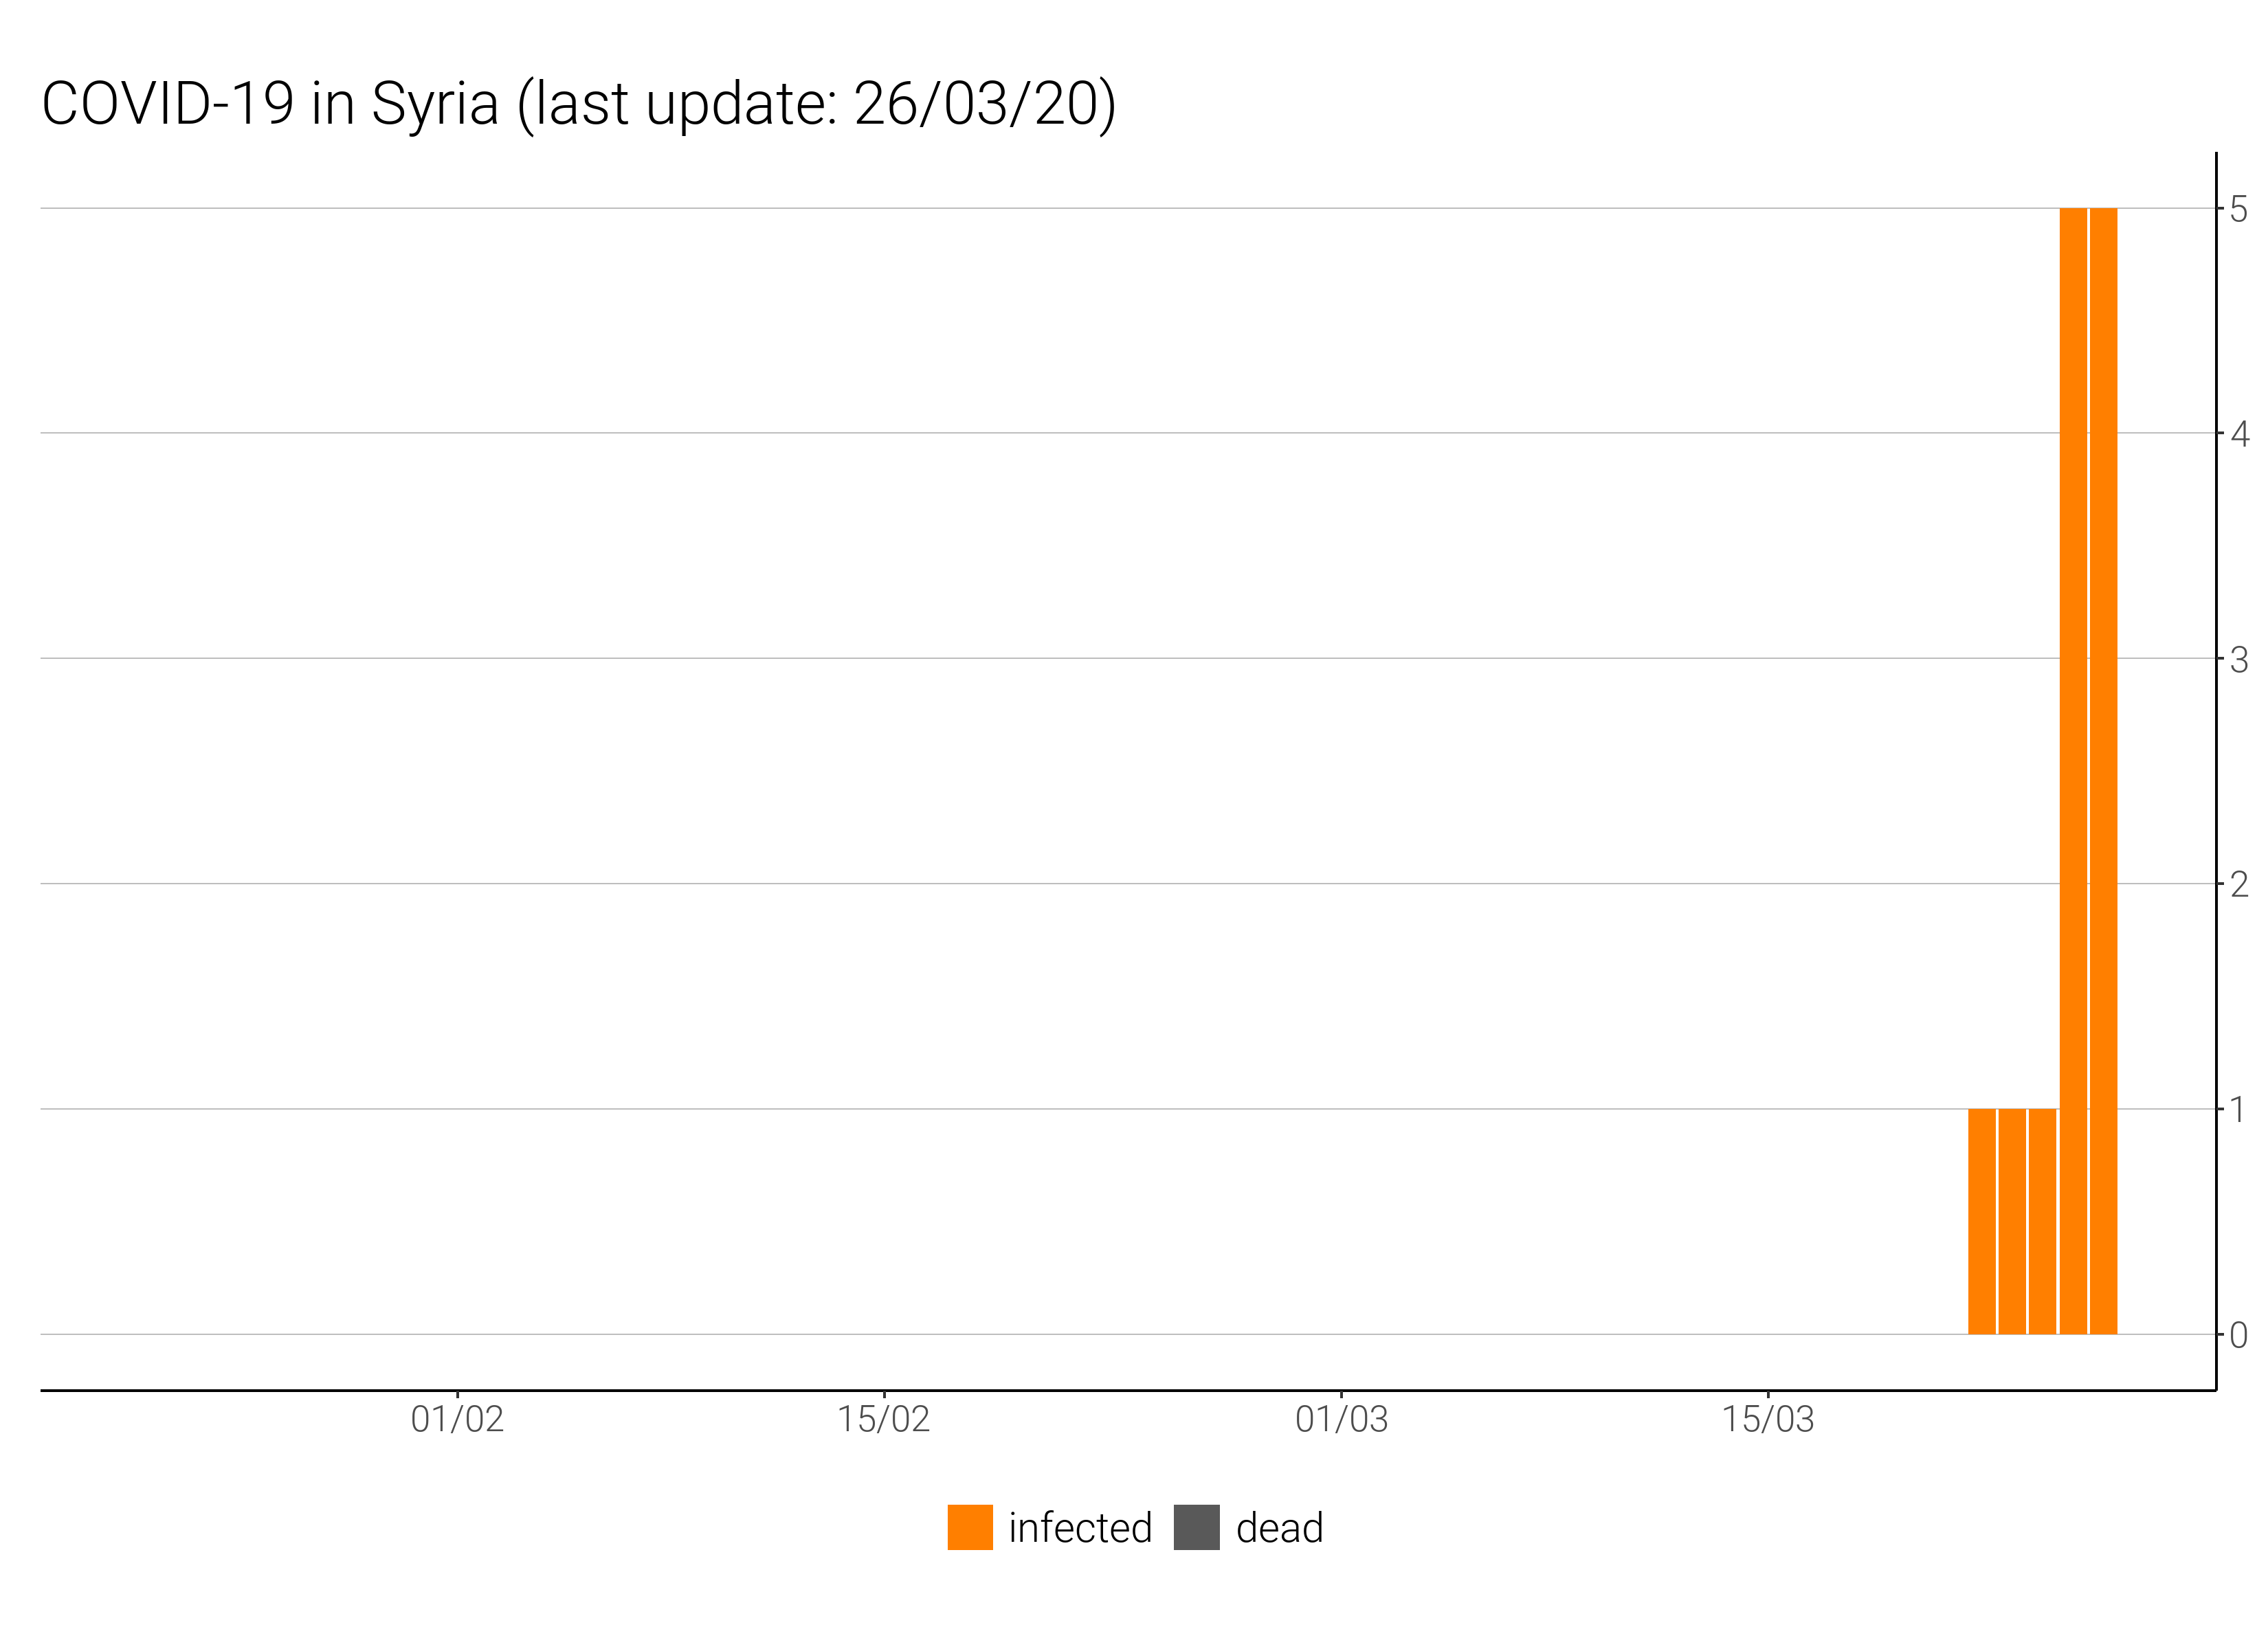 COVID-19 in Syria (last update: 26/03/20)
5
4
3
2
1
0
01/02 15/02 01/03 15/03
infected dead